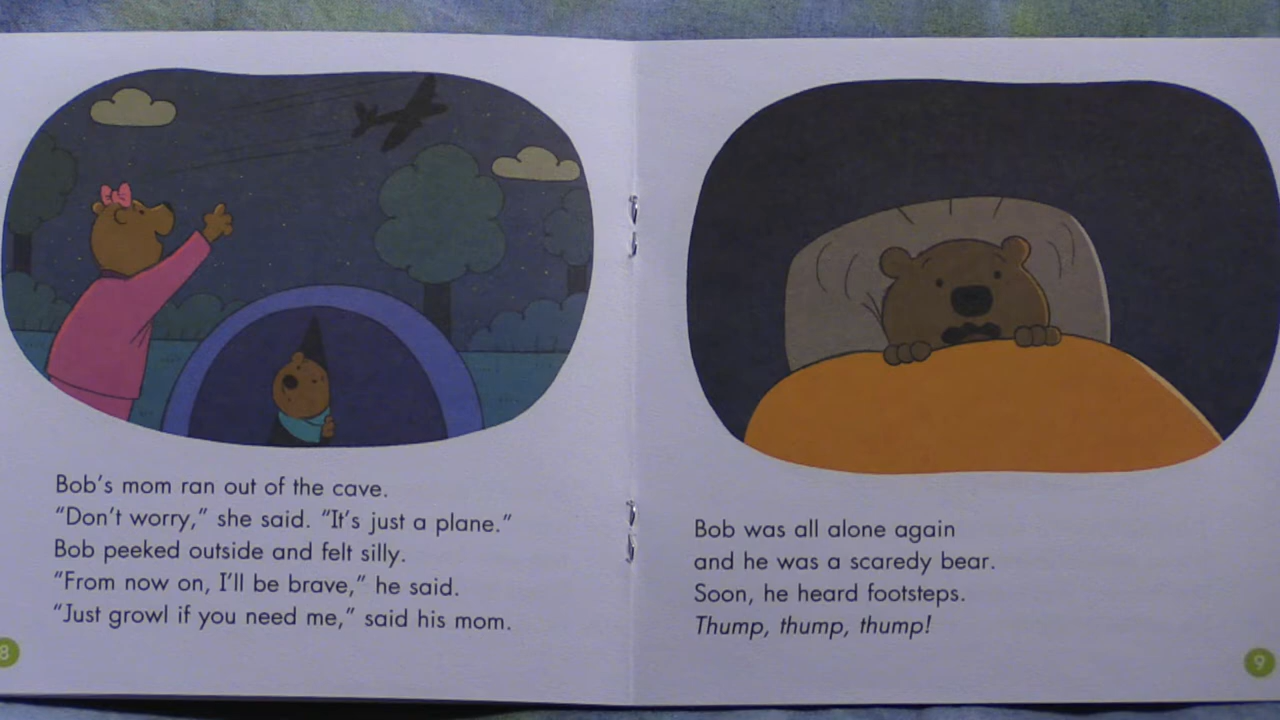 Bob's mom ran out of the cave.
"Don't worry," she said. "It's just a plane."
Bob peeked outside and felt silly.
"From now on, I'll be brave," he said.
"Just growl if you need me," said his mom.
8
Bob was all alone again
and he was a scaredy bear.
Soon, he heard footsteps.
Thump, thump, thump!
9